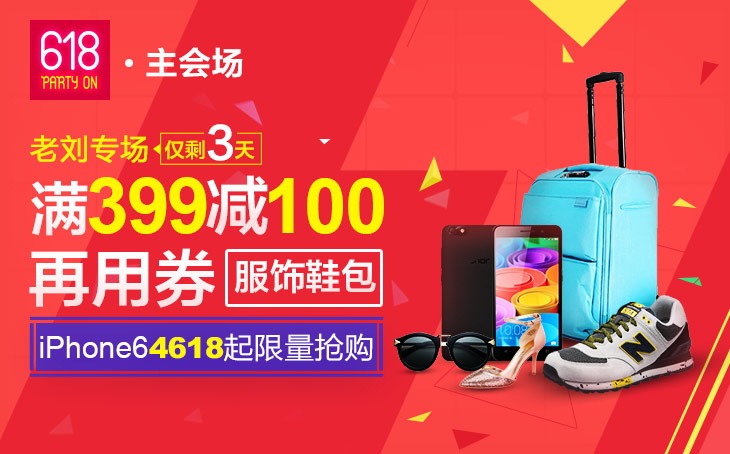 618
PARTY ON
·主会场
老刘专场 仅剩3天
满399减100
再用券 服饰鞋包
iPhone64618起限量抢购
10:08
N